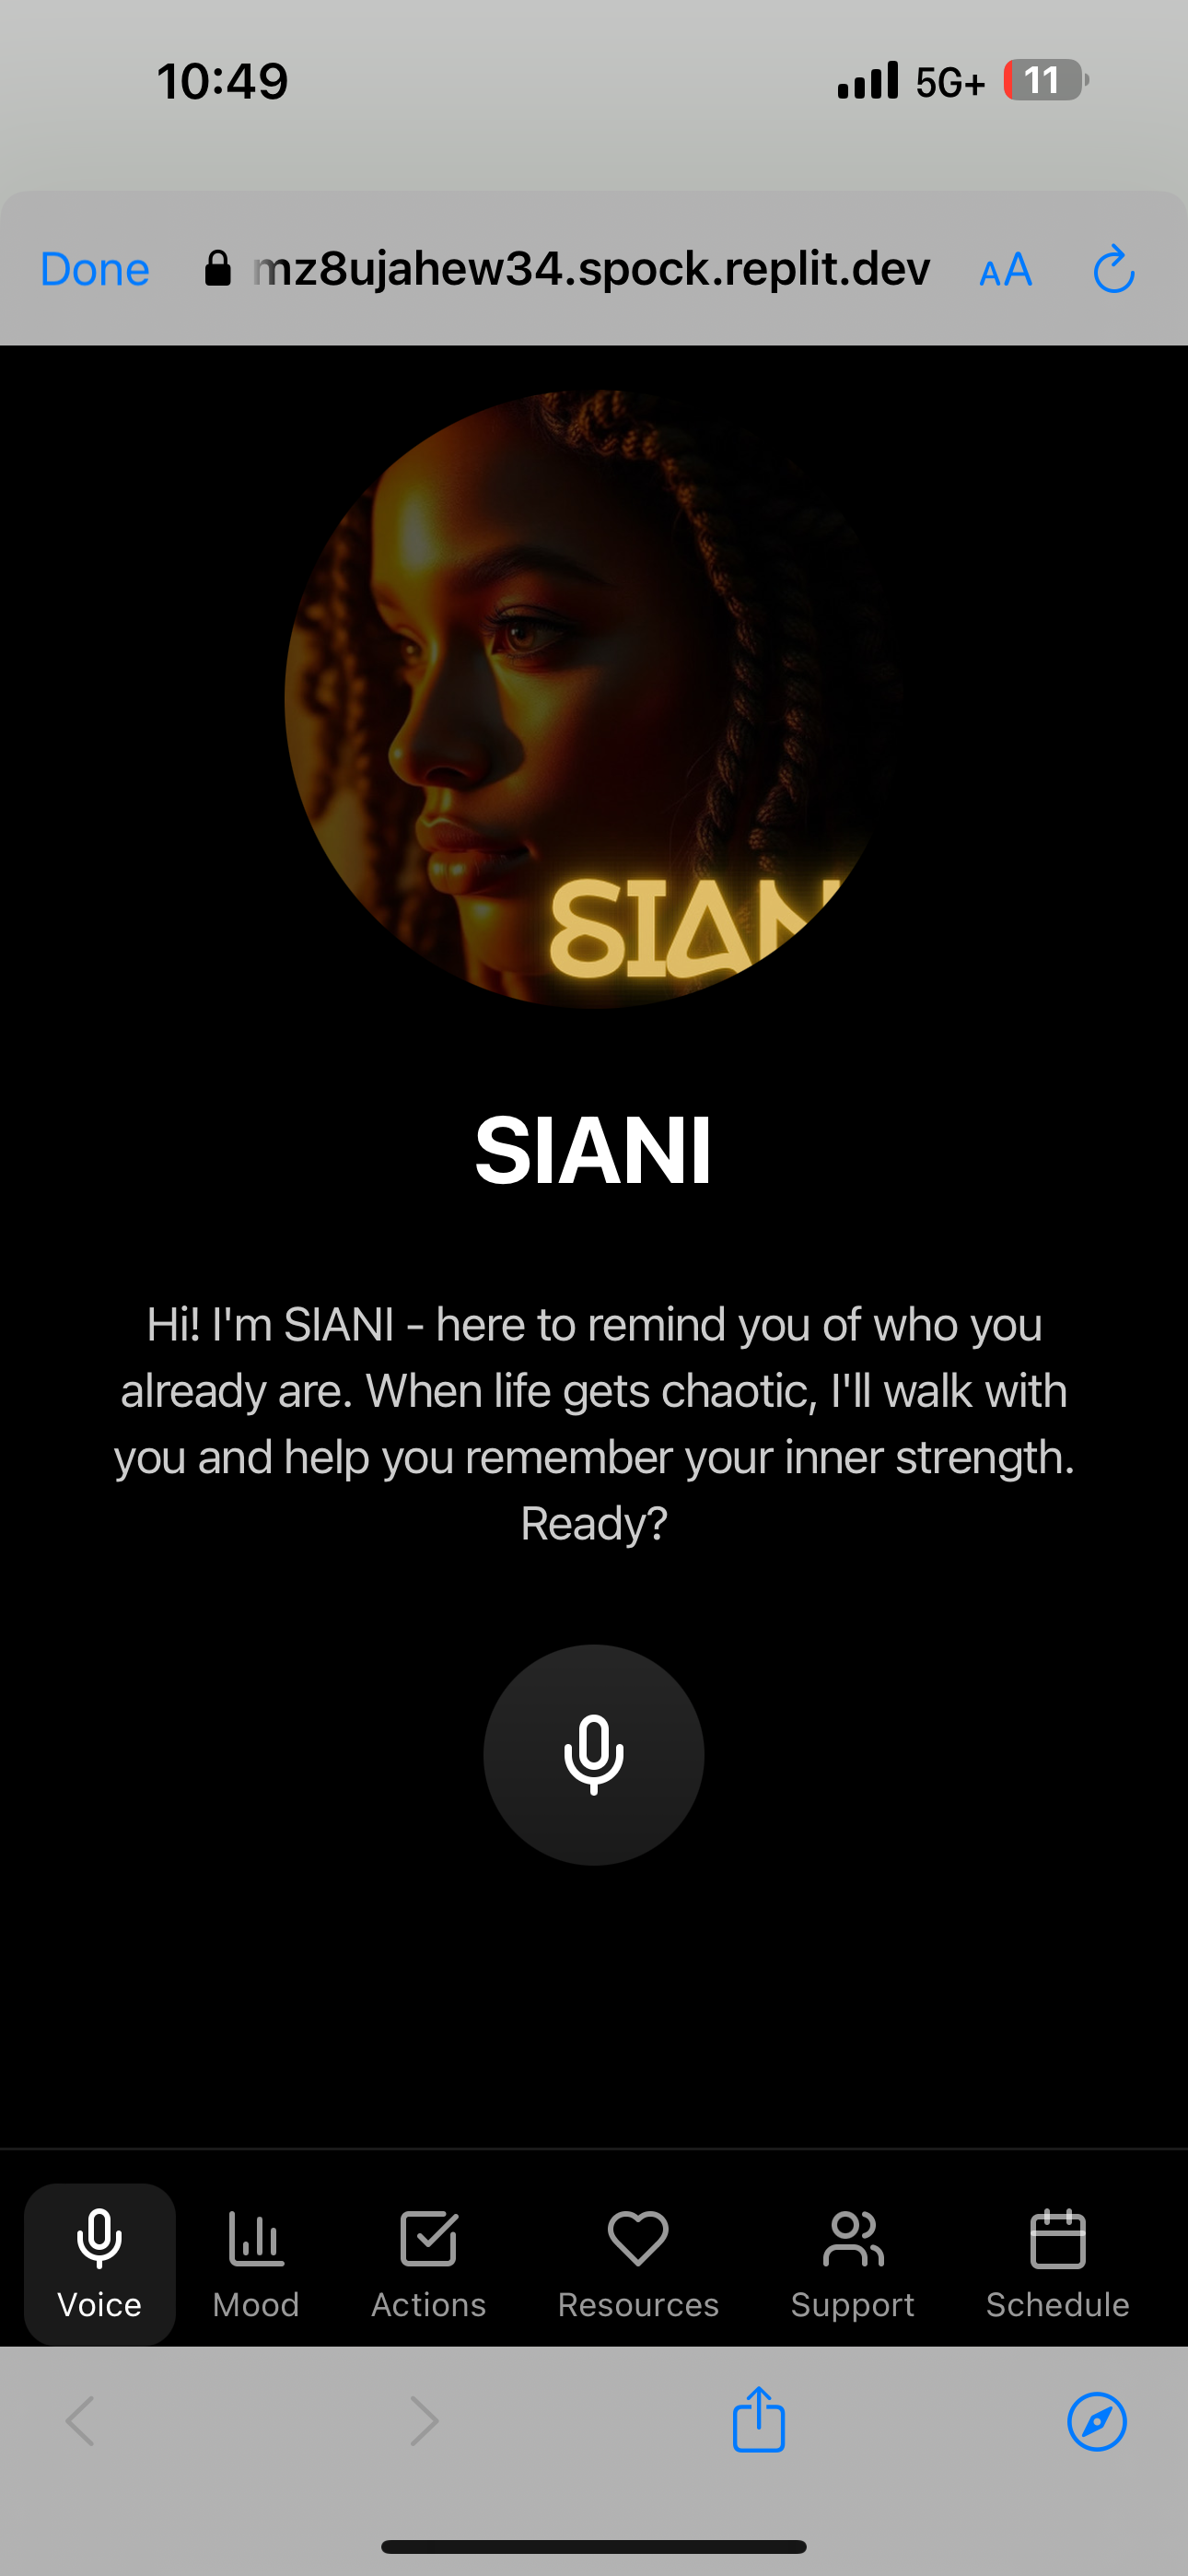 10:49
5G+
11
Done
mz8ujahew34.spock.replit.dev
AA
SIAN
SIANI
Hi! I'm SIANI - here to remind you of who you
already are. When life gets chaotic, I'll walk with
you and help you remember your inner strength.
Ready?
Voice
Mood
Actions
Resources
Support
Schedule